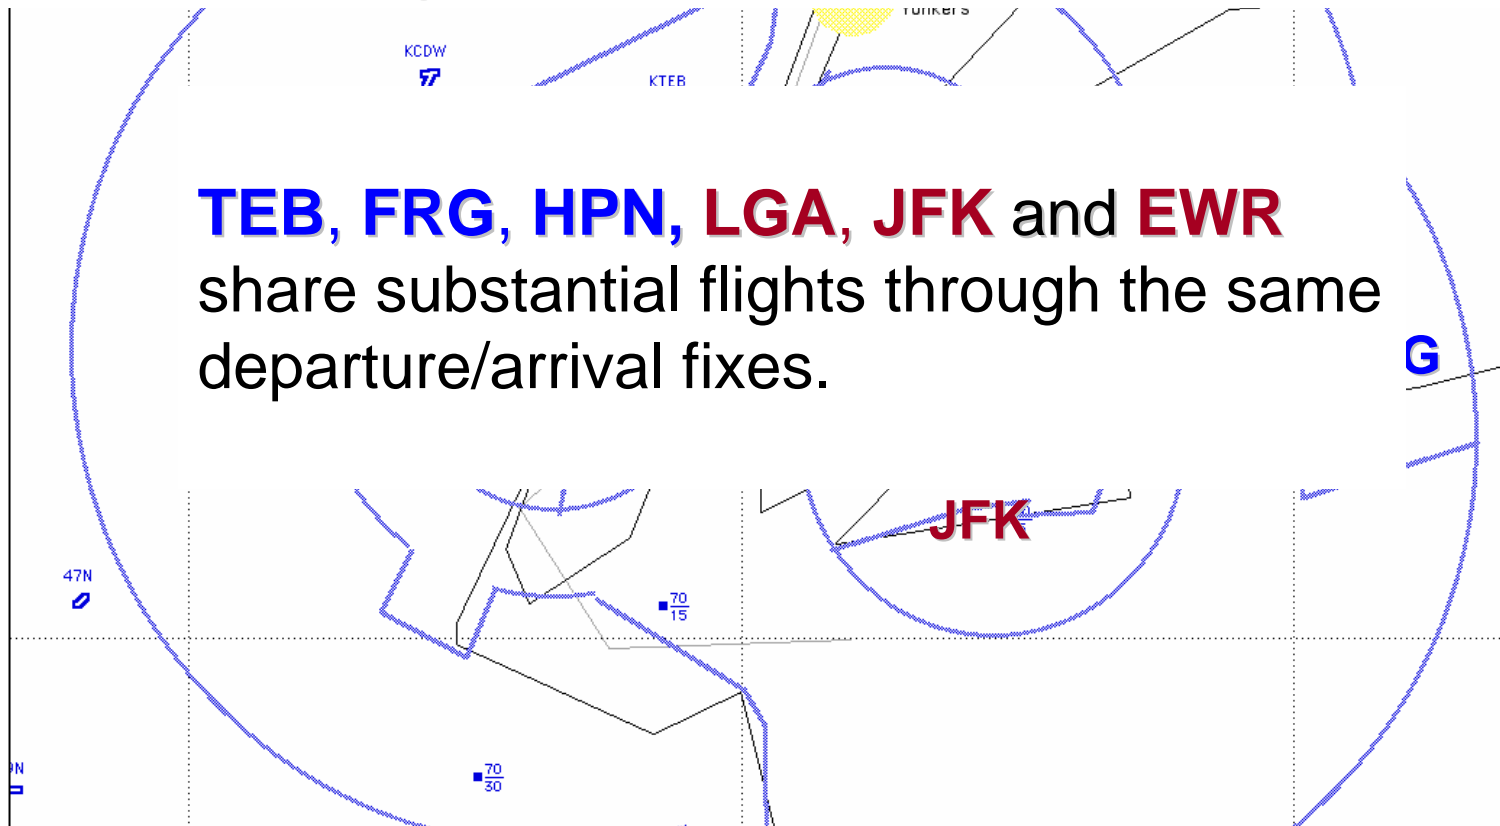 Yonkers
KCDW
KTEB
TEB, FRG, HPN, LGA, JFK and EWR
share substantial flights through the same
departure/arrival fixes.
G
JFK
47N
70
15
70
30